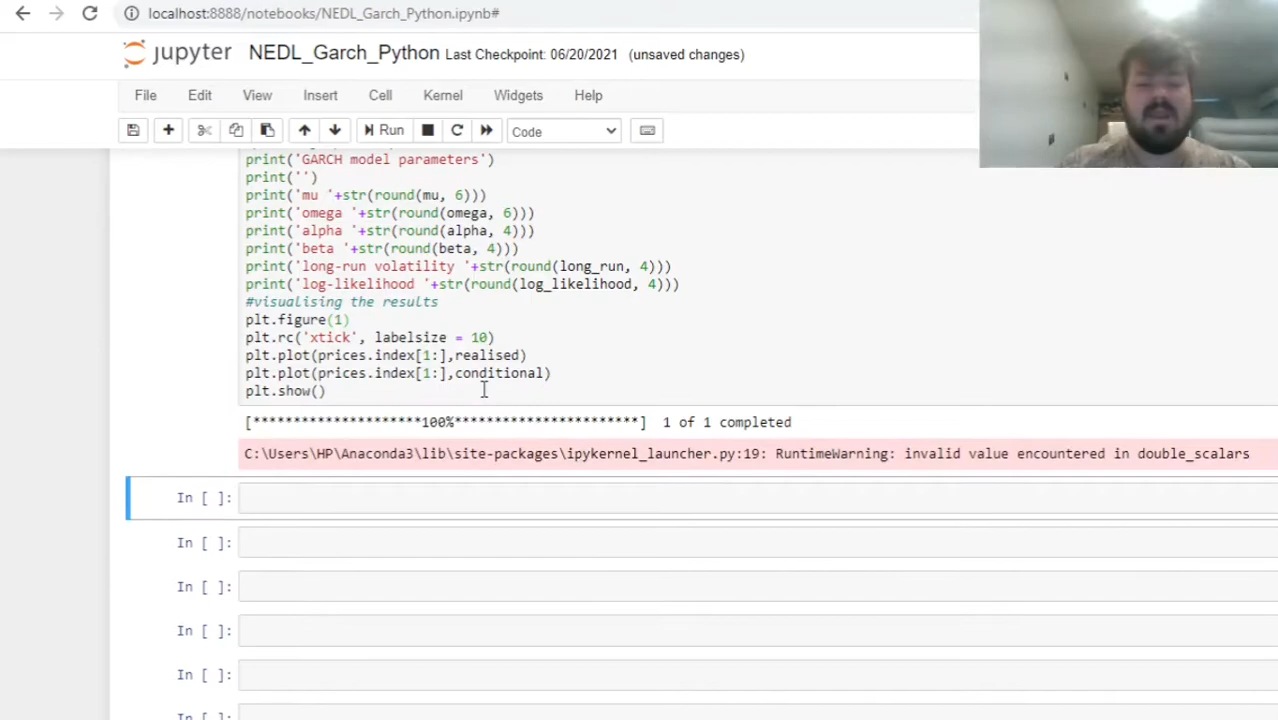 localhost:8888/notebooks/NEDL_Garch_Python.ipynb#
jupyter NEDL_Garch_Python Last Checkpoint: 06/20/2021 (unsaved changes)
File Edit View Insert Cell Kernel Widgets Help
Run Code
print('GARCH model parameters')
print('')
print('mu '+str(round(mu, 6)))
print('omega '+str(round(omega, 6)))
print('alpha '+str(round(alpha, 4)))
print('beta '+str(round(beta, 4)))
print('long-run volatility '+str(round(long_run, 4)))
print('log-likelihood '+str(round(log_likelihood, 4)))
#visualising the results
plt.figure(1)
plt.rc('xtick', labelsize = 10)
plt.plot(prices.index[1:],realised)
plt.plot(prices.index[1:],conditional)
plt.show()
[*********************100%***********************] 1 of 1 completed
C:\Users\HP\Anaconda3\lib\site-packages\ipykernel_launcher.py:19: RuntimeWarning: invalid value encountered in double_scalars
In [ ]:
In [ ]:
In [ ]:
In [ ]:
In [ ]: